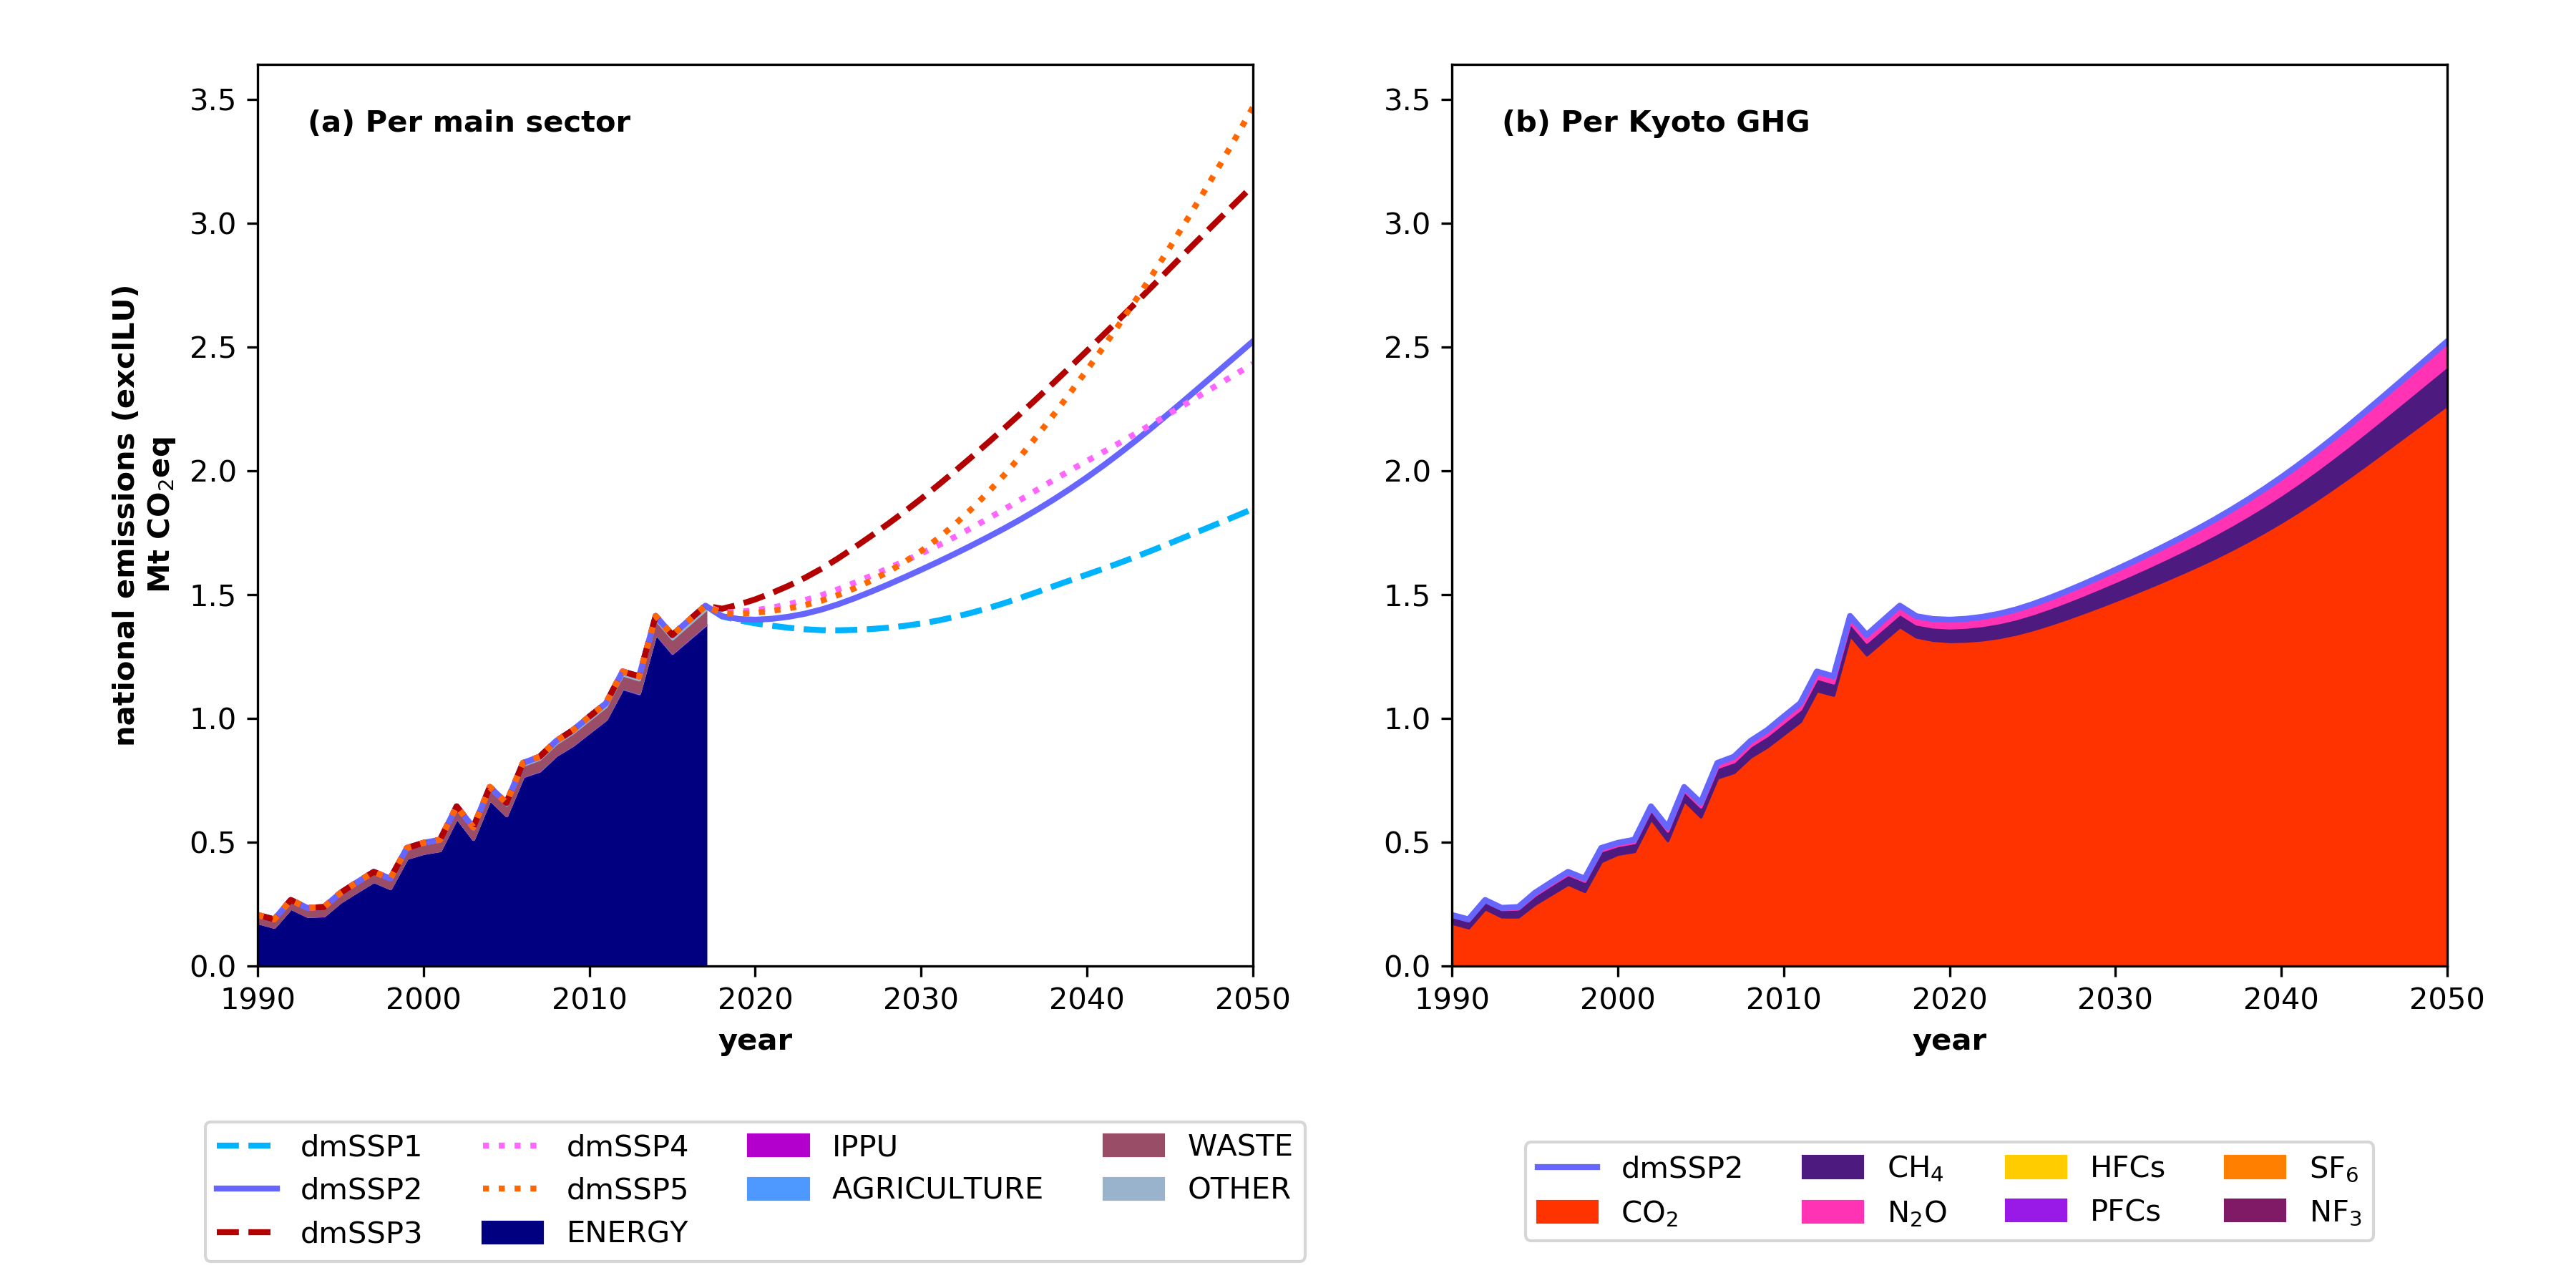 (a) Per main sector
national emissions (exclLU)
Mt CO₂eq
3.5
3.0
2.5
2.0
1.5
1.0
0.5
0.0
1990 2000 2010 2020 2030 2040 2050
year
dmSSP1 dmSSP4 IPPU WASTE
dmSSP2 dmSSP5 AGRICULTURE OTHER
dmSSP3 ENERGY
(b) Per Kyoto GHG
3.5
3.0
2.5
2.0
1.5
1.0
0.5
0.0
1990 2000 2010 2020 2030 2040 2050
year
dmSSP2 CH₄ HFCs SF₆
CO₂ N₂O PFCs NF₃